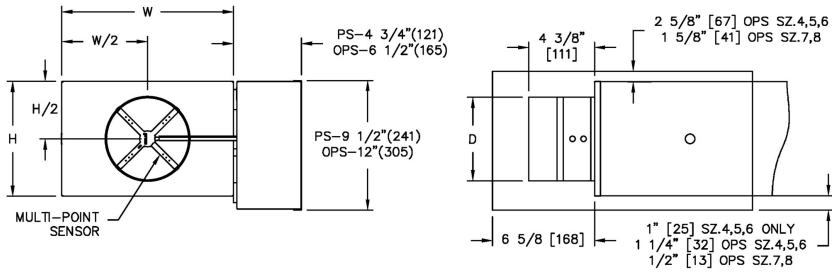 W
W/2
PS-4 3/4"(121)
OPS-6 1/2"(165)
H/2
H
PS-9 1/2"(241)
OPS-12"(305)
MULTI-POINT
SENSOR
2 5/8" [67] OPS SZ.4,5,6
1 5/8" [41] OPS SZ.7,8
4 3/8"
[111]
D
6 5/8 [168]
1" [25] SZ.4,5,6 ONLY
1 1/4" [32] OPS SZ.4,5,6
1/2" [13] OPS SZ.7,8